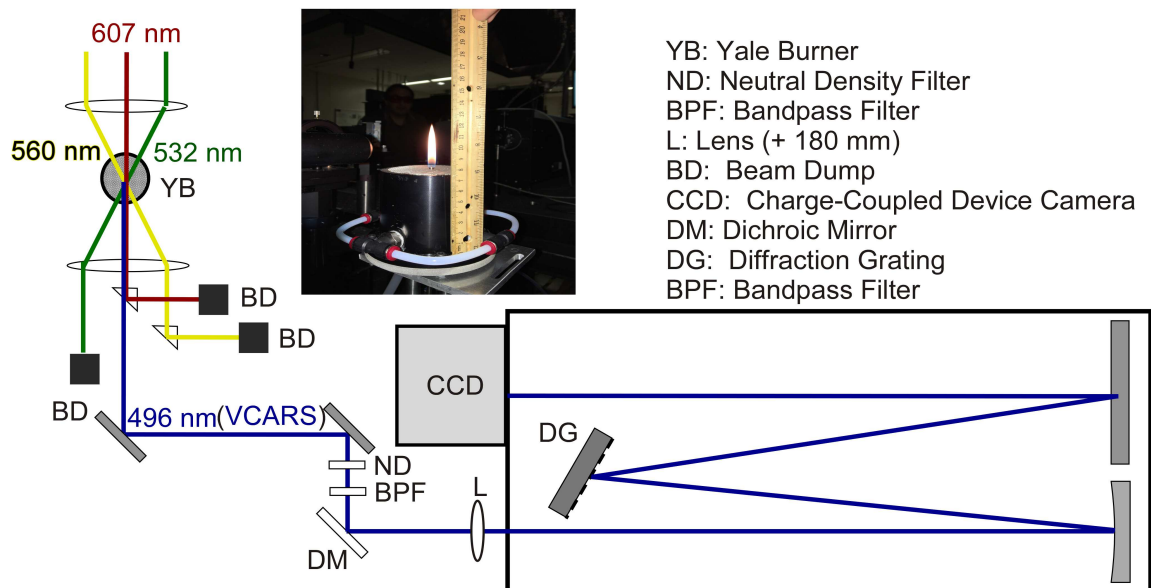 607 nm
560 nm
532 nm
YB
BD
BD
BD
496 nm(VCARS)
ND
BPF
DM
L
CCD
DG
YB: Yale Burner
ND: Neutral Density Filter
BPF: Bandpass Filter
L: Lens (+ 180 mm)
BD:  Beam Dump
CCD:  Charge-Coupled Device Camera
DM: Dichroic Mirror
DG:  Diffraction Grating
BPF: Bandpass Filter